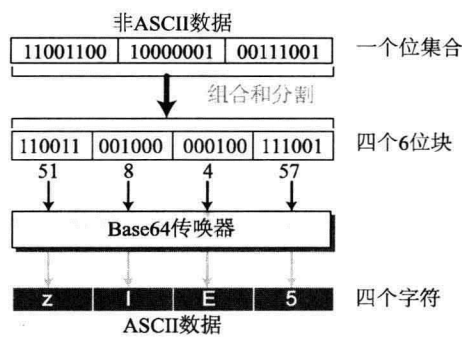 非ASCII数据
11001100 10000001 00111001 一个位集合
组合和分割
110011 001000 000100 111001 四个6位块
51 8 4 57
Base64传唤器
z I E 5 四个字符
ASCII数据